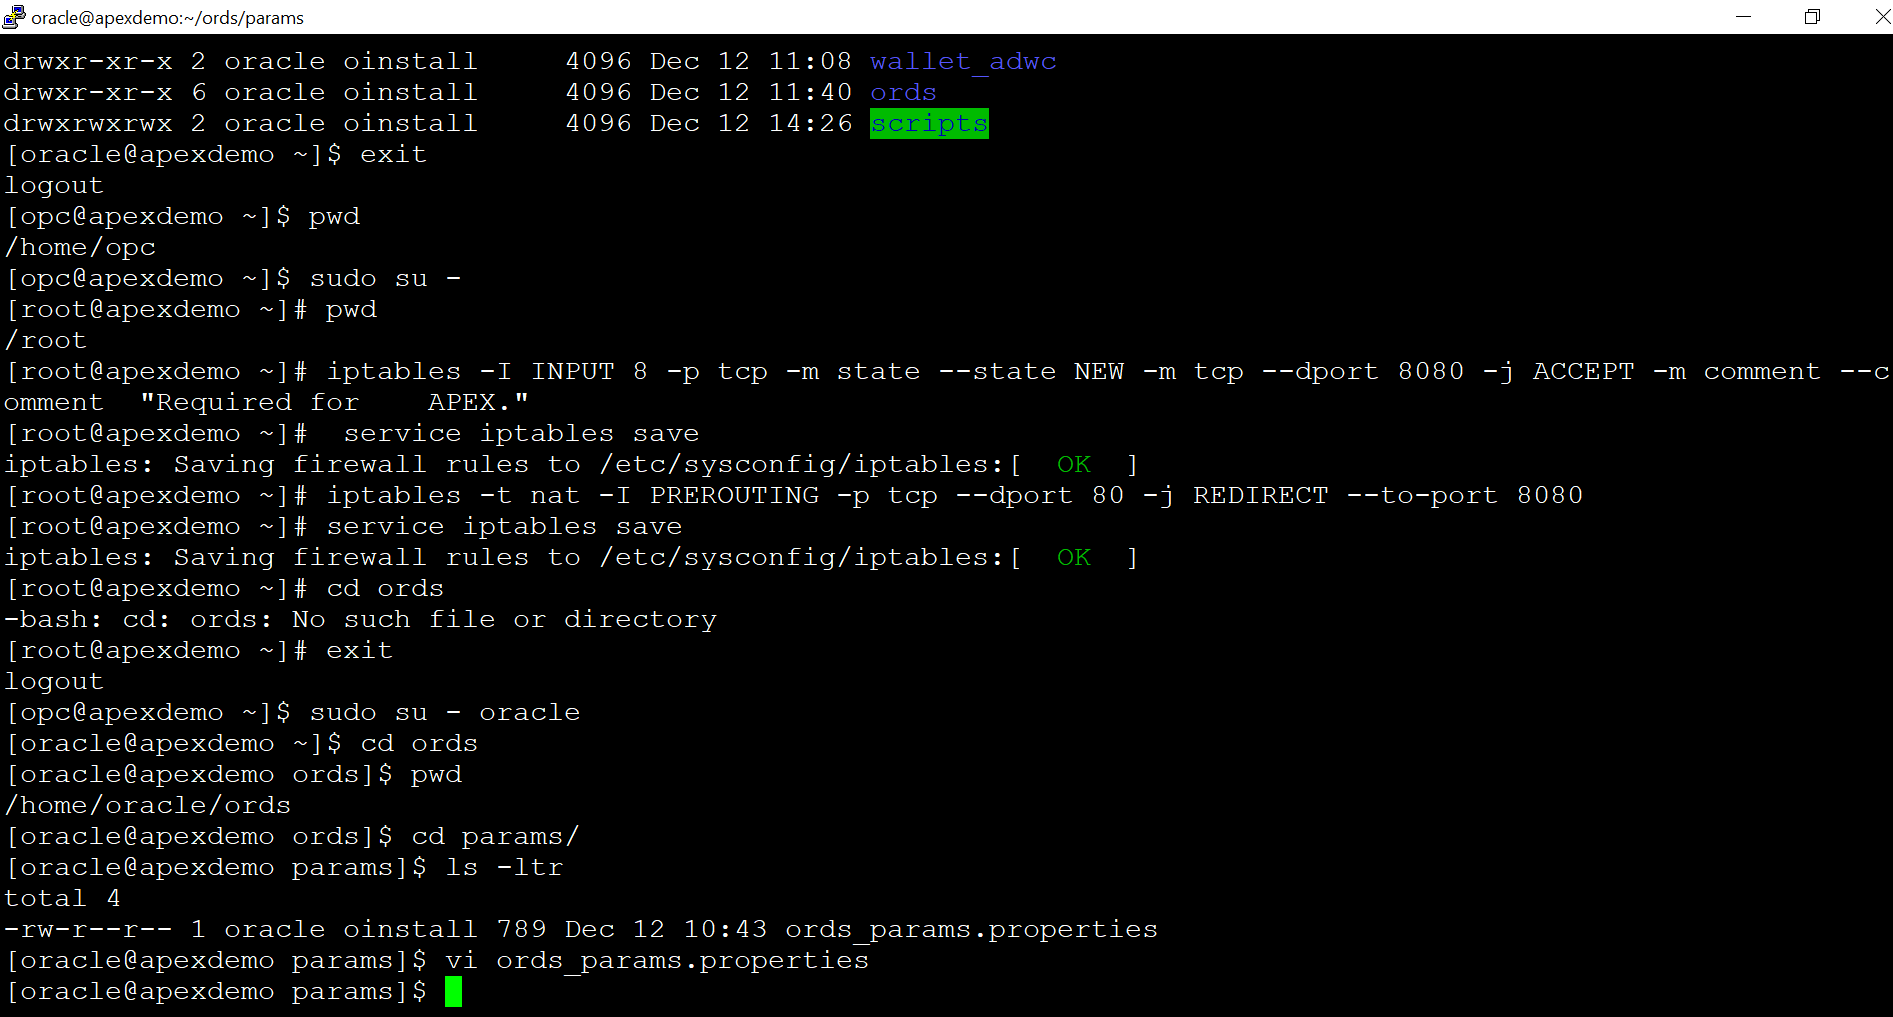 oracle@apexdemo:~/ords/params
drwxr-xr-x 2 oracle oinstall     4096 Dec 12 11:08 wallet_adwc
drwxr-xr-x 6 oracle oinstall     4096 Dec 12 11:40 ords
drwxrwxrwx 2 oracle oinstall     4096 Dec 12 14:26 scripts
[oracle@apexdemo ~]$ exit
logout
[opc@apexdemo ~]$ pwd
/home/opc
[opc@apexdemo ~]$ sudo su -
[root@apexdemo ~]# pwd
/root
[root@apexdemo ~]# iptables -I INPUT 8 -p tcp -m state --state NEW -m tcp --dport 8080 -j ACCEPT -m comment --c
omment  "Required for    APEX."
[root@apexdemo ~]#  service iptables save
iptables: Saving firewall rules to /etc/sysconfig/iptables:[  OK  ]
[root@apexdemo ~]# iptables -t nat -I PREROUTING -p tcp --dport 80 -j REDIRECT --to-port 8080
[root@apexdemo ~]# service iptables save
iptables: Saving firewall rules to /etc/sysconfig/iptables:[  OK  ]
[root@apexdemo ~]# cd ords
-bash: cd: ords: No such file or directory
[root@apexdemo ~]# exit
logout
[opc@apexdemo ~]$ sudo su - oracle
[oracle@apexdemo ~]$ cd ords
[oracle@apexdemo ords]$ pwd
/home/oracle/ords
[oracle@apexdemo ords]$ cd params/
[oracle@apexdemo params]$ ls -ltr
total 4
-rw-r--r-- 1 oracle oinstall 789 Dec 12 10:43 ords_params.properties
[oracle@apexdemo params]$ vi ords_params.properties
[oracle@apexdemo params]$